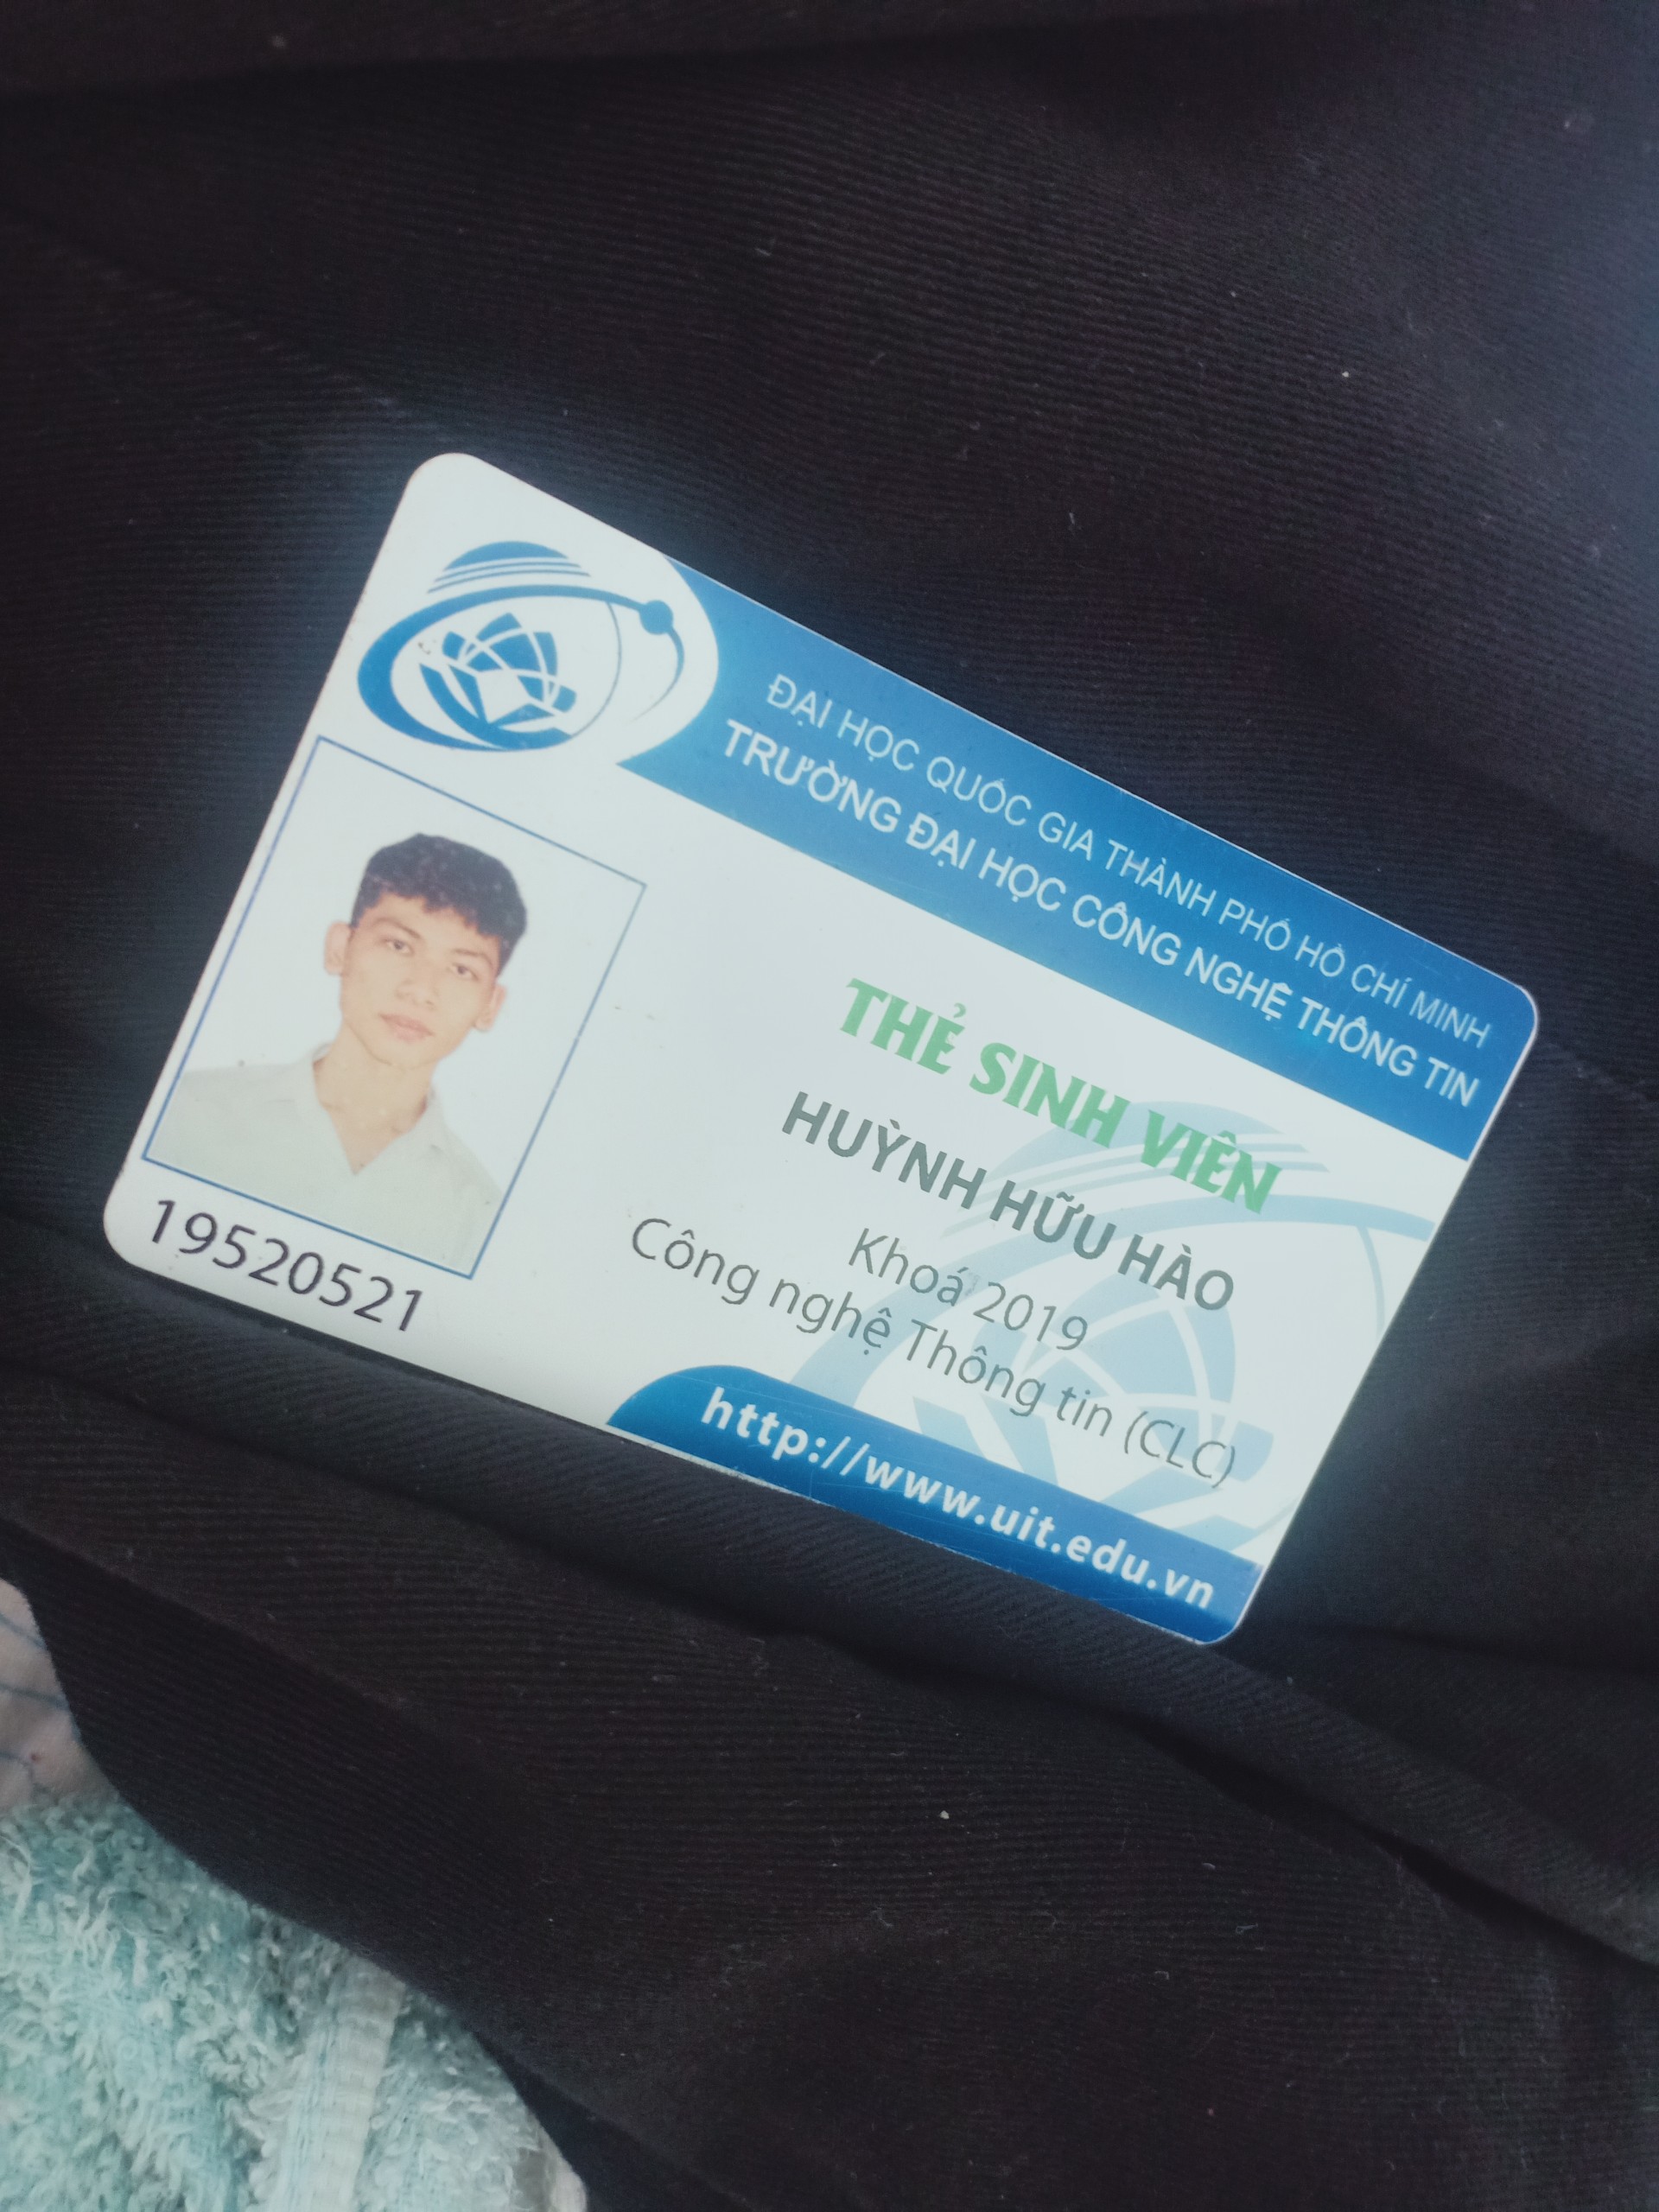 ĐẠI HỌC QUỐC GIA THÀNH PHỐ HỒ CHÍ MINH
TRƯỜNG ĐẠI HỌC CÔNG NGHỆ THÔNG TIN
THẺ SINH VIÊN
HUỲNH HỮU HÀO
Khoá 2019
Công nghệ Thông tin (CLC)
19520521
http://www.uit.edu.vn